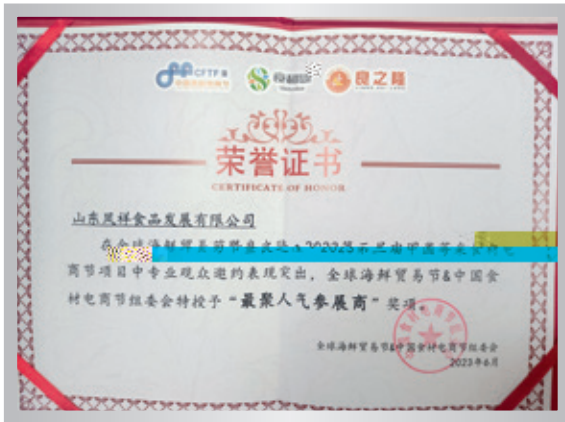 CFTF
良之隆
荣誉证书
CERTIFICATE OF HONOR
山东凤祥食品发展有限公司
商节项目中专业观众邀约表现突出，全球海鲜贸易节&中国食
材电商节组委会特授予“最聚人气参展商”奖项。
全球海鲜贸易节&中国食材电商节组委会
2023年6月